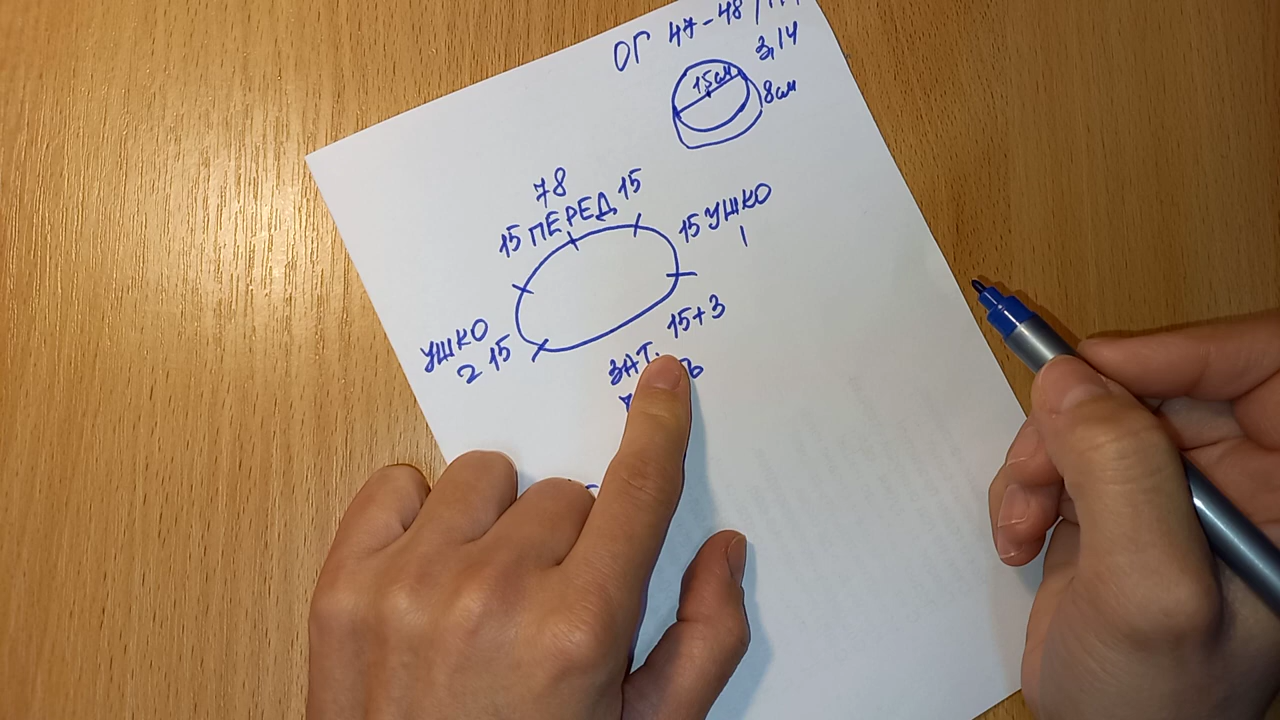 ОГ 47-48
3,14
15см
8см
78
15 ПЕРЕД 15
15 УШКО
1
УШКО
2 15
15+3
ЗАТ.